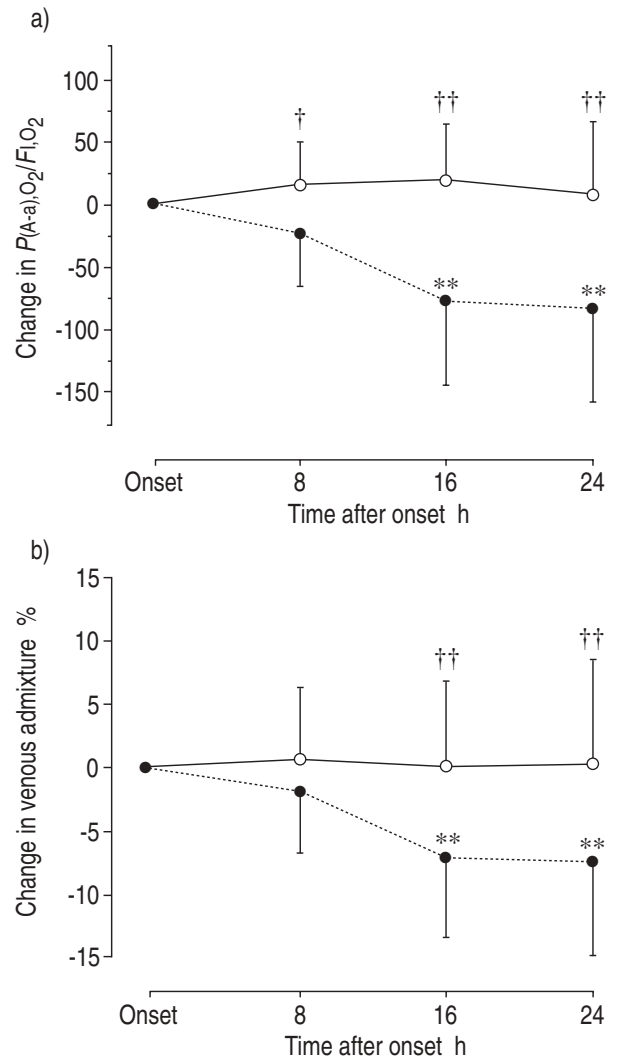 a)
Change in P(A-a),O2/FI,O2
100
50
0
-50
-100
-150
†
††
††
**
**
Onset 8 16 24
Time after onset h
b)
Change in venous admixture %
15
10
5
0
-5
-10
-15
††
††
**
**
Onset 8 16 24
Time after onset h